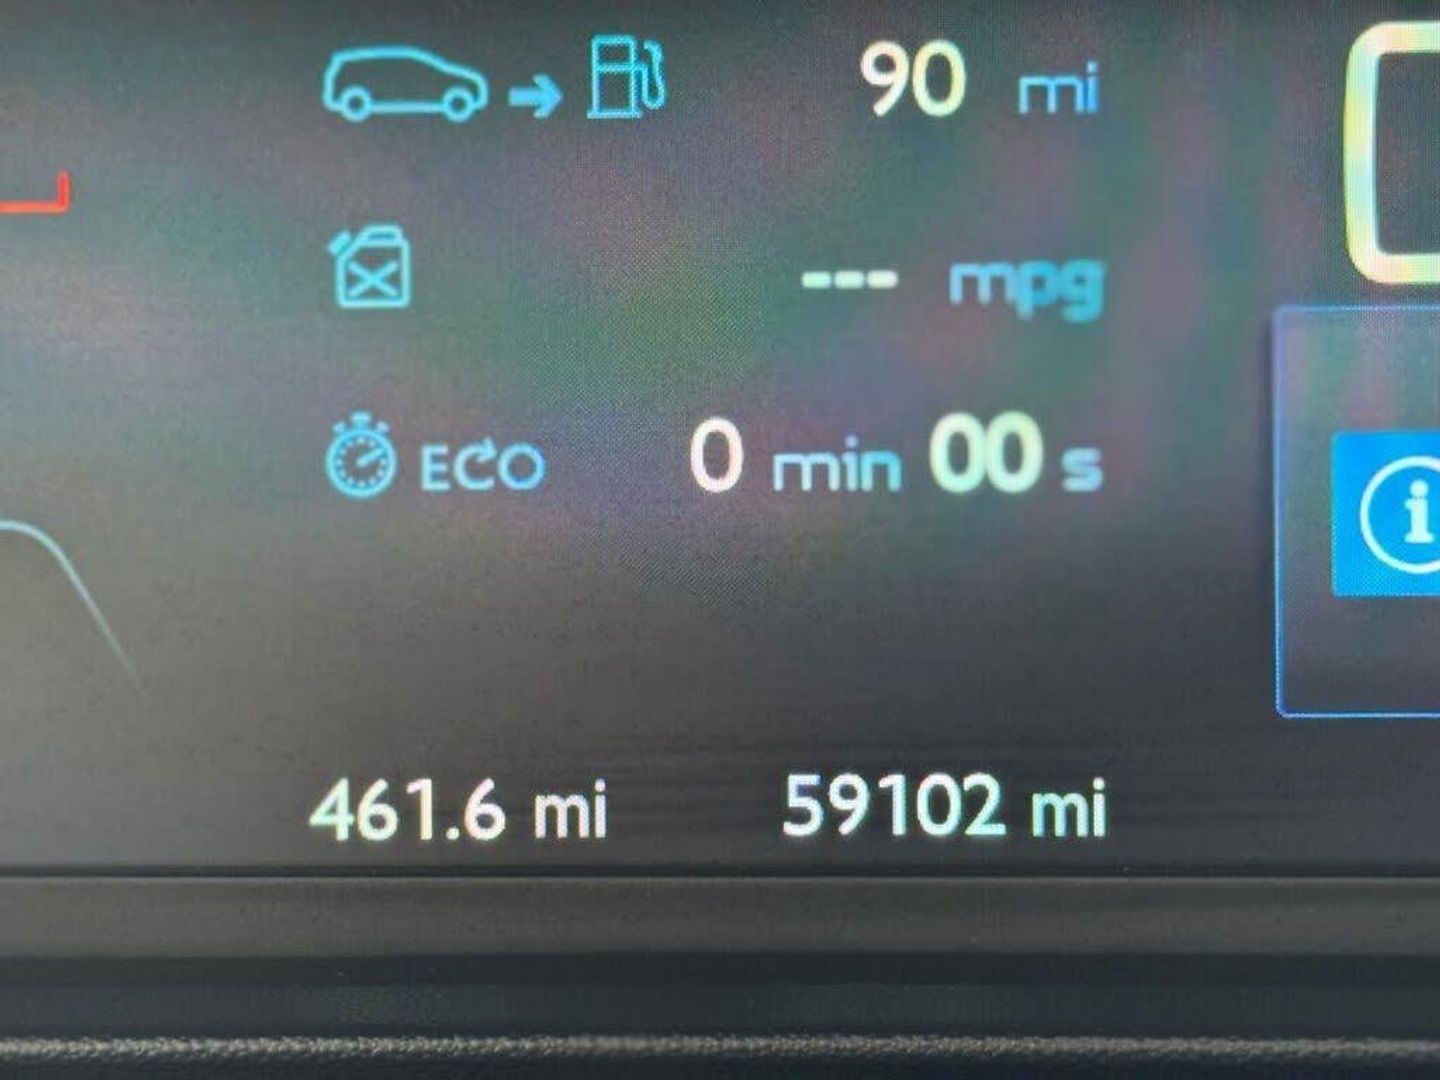 90 mi
--- mpg
ECO 0 min 00 s
i
461.6 mi 59102 mi